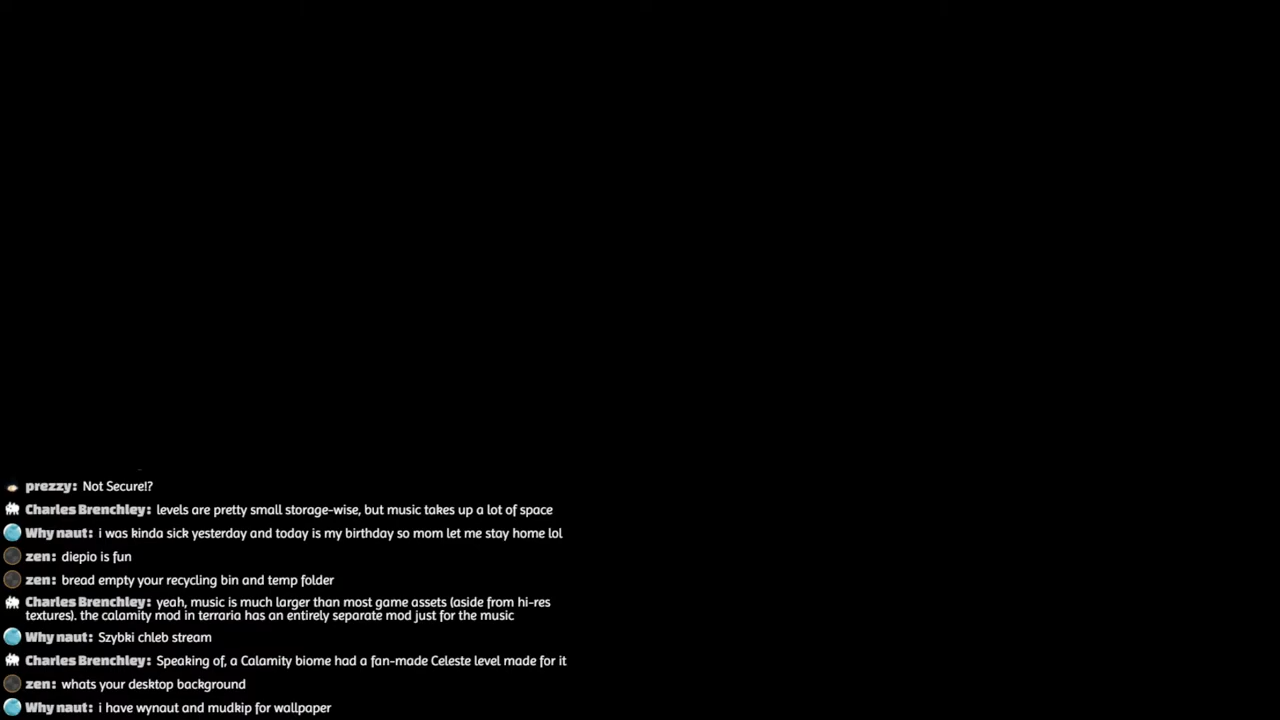 prezzy: Not Secure!?
Charles Brenchley: levels are pretty small storage-wise, but music takes up a lot of space
Why naut: i was kinda sick yesterday and today is my birthday so mom let me stay home lol
zen: diepio is fun
zen: bread empty your recycling bin and temp folder
Charles Brenchley: yeah, music is much larger than most game assets (aside from hi-res
textures). the calamity mod in terraria has an entirely separate mod just for the music
Why naut: Szybki chleb stream
Charles Brenchley: Speaking of, a Calamity biome had a fan-made Celeste level made for it
zen: whats your desktop background
Why naut: i have wynaut and mudkip for wallpaper